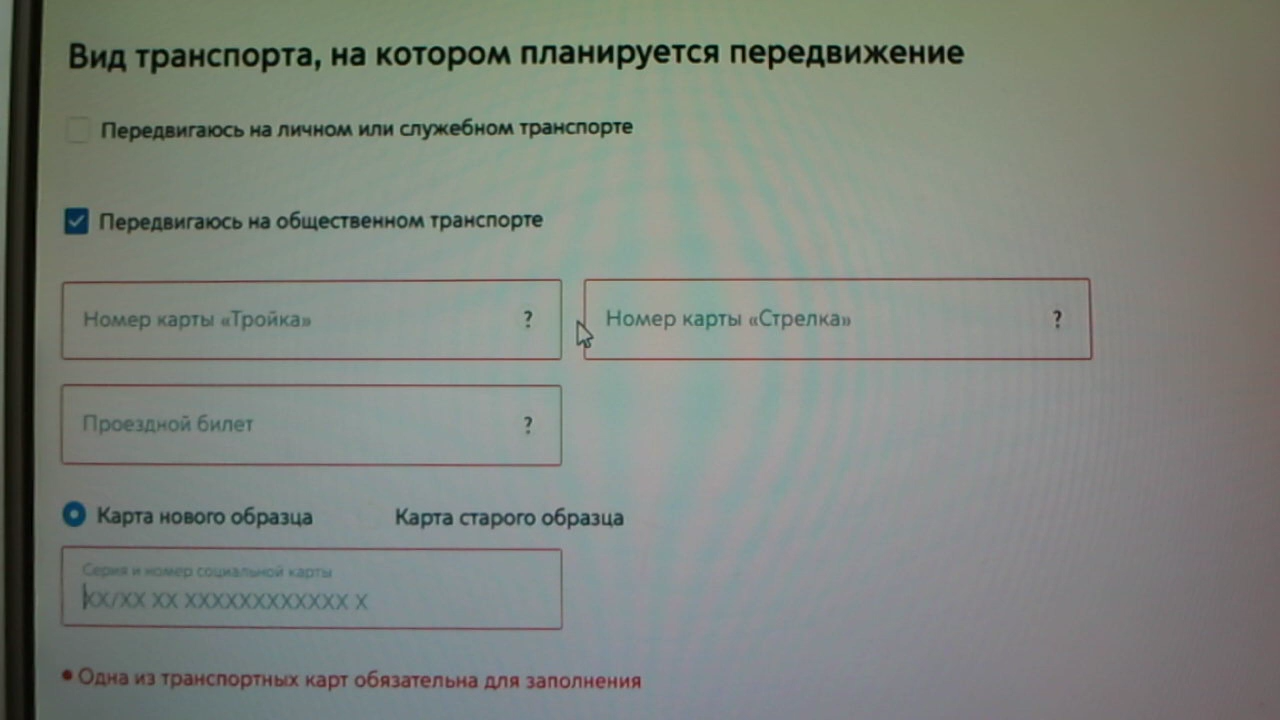 Вид транспорта, на котором планируется передвижение
Передвигаюсь на личном или служебном транспорте
Передвигаюсь на общественном транспорте
Номер карты «Тройка» ?
Номер карты «Стрелка» ?
Проездной билет ?
Карта нового образца
Карта старого образца
Серия и номер социальной карты
XX/XX XX XXXXXXXXXXXX X
• Одна из транспортных карт обязательна для заполнения